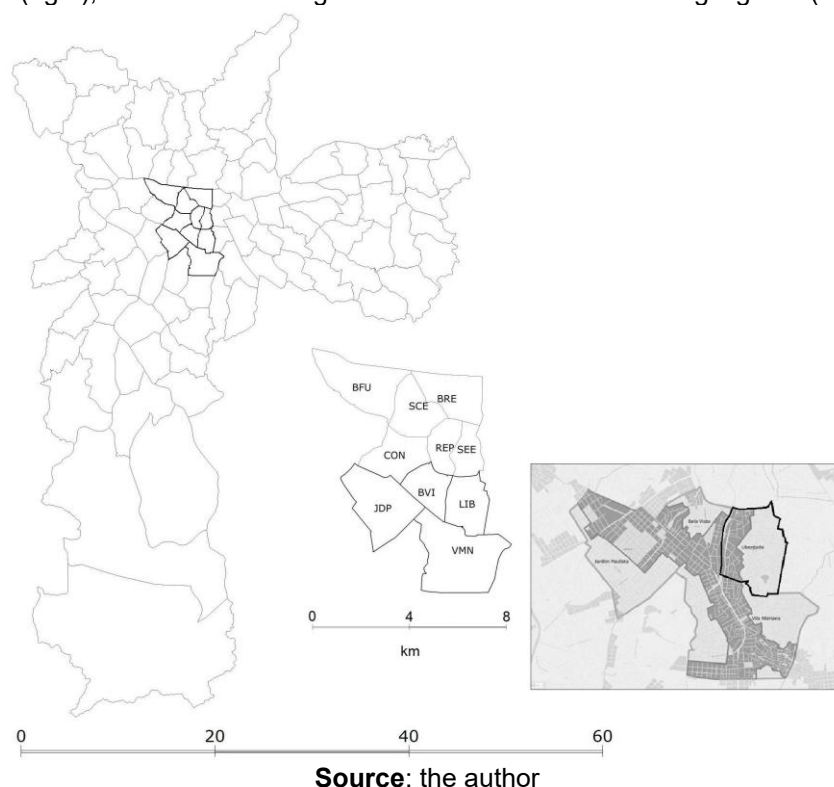 BFU
SCE
BRE
CON
REP
SEE
JDP
BVI
LIB
VMN
0 4 8
km
Bela Vista
Liberdade
Jardim Paulista
Vila Mariana
0 20 40 60
Source: the author